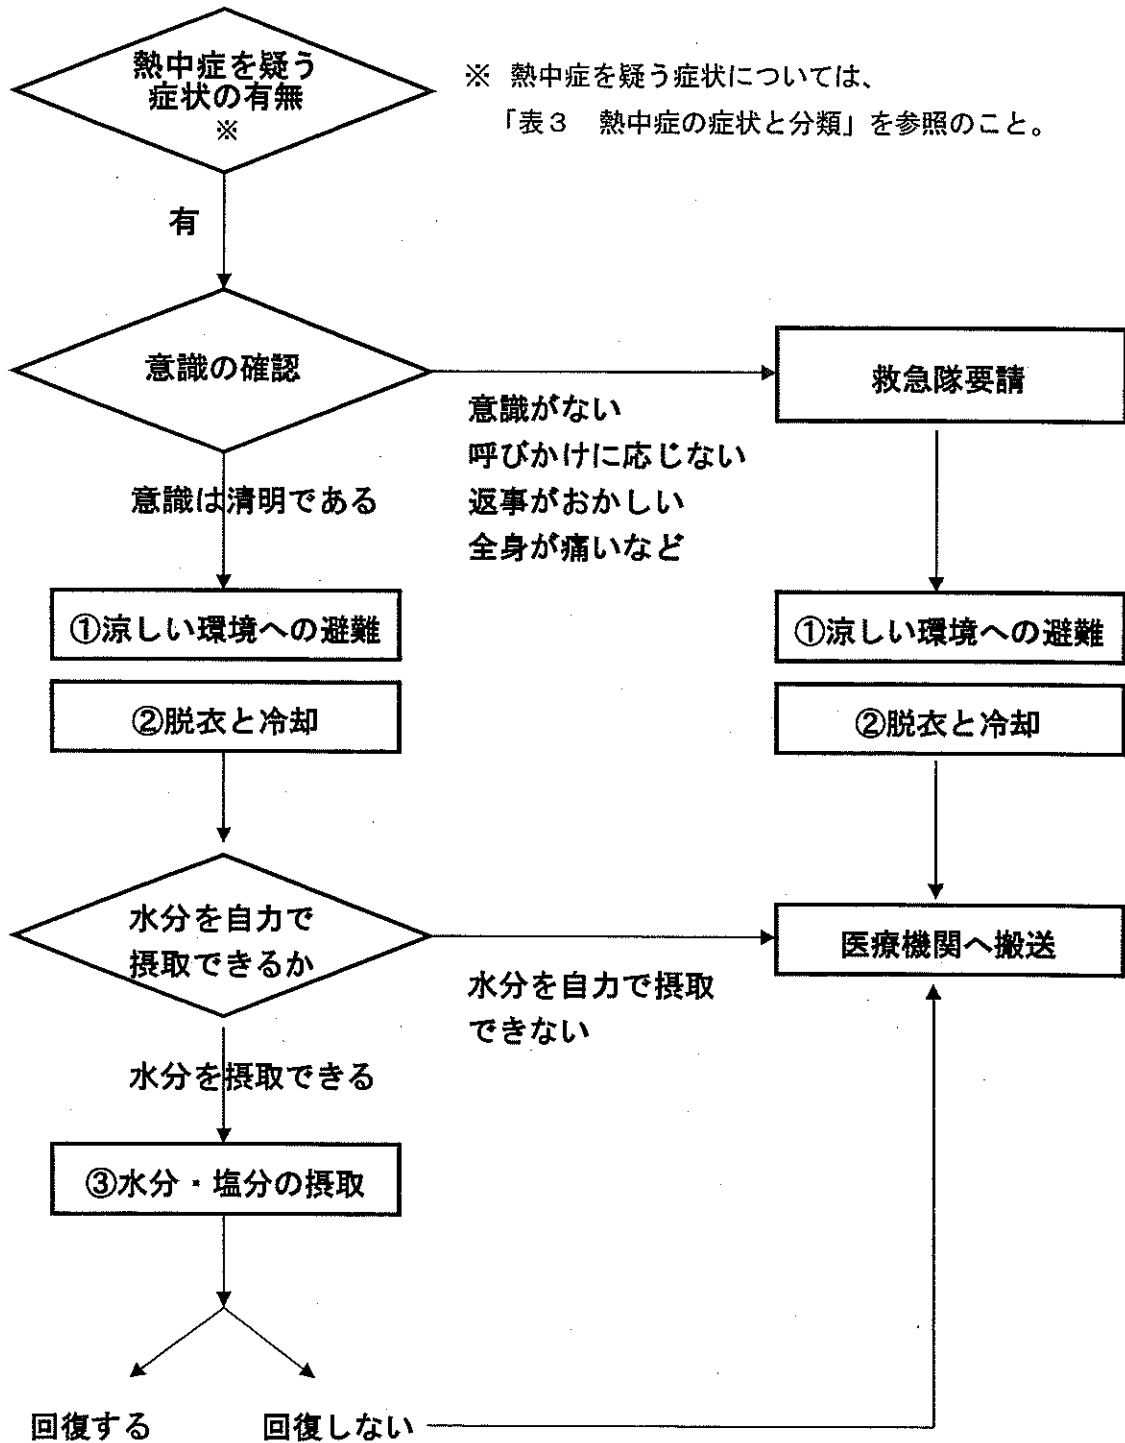 熱中症を疑う
症状の有無
※
※ 熱中症を疑う症状については、
「表３　熱中症の症状と分類」を参照のこと。
有
意識の確認
救急隊要請
意識がない
呼びかけに応じない
返事がおかしい
全身が痛いなど
意識は清明である
①涼しい環境への避難
②脱衣と冷却
①涼しい環境への避難
②脱衣と冷却
水分を自力で
摂取できるか
医療機関へ搬送
水分を自力で摂取
できない
水分を摂取できる
③水分・塩分の摂取
回復する
回復しない